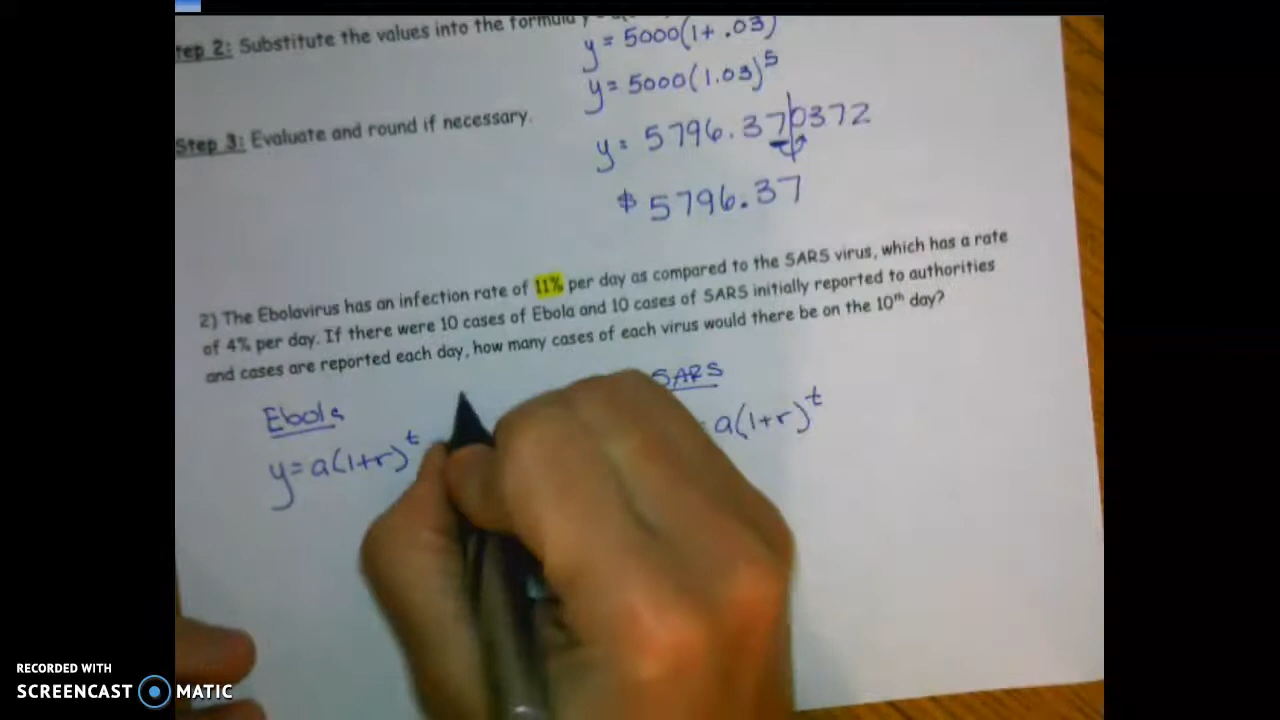 tep 2: Substitute the values into the formula y
y = 5000(1+ .03)
y = 5000(1.03)^5
Step 3: Evaluate and round if necessary.
y = 5796.370372
$5796.37
2) The Ebolavirus has an infection rate of 11% per day as compared to the SARS virus, which has a rate
of 4% per day. If there were 10 cases of Ebola and 10 cases of SARS initially reported to authorities
and cases are reported each day, how many cases of each virus would there be on the 10th day?
Ebola
SARS
y=a(1+r)^t
= a(1+r)^t
RECORDED WITH
SCREENCAST MATIC